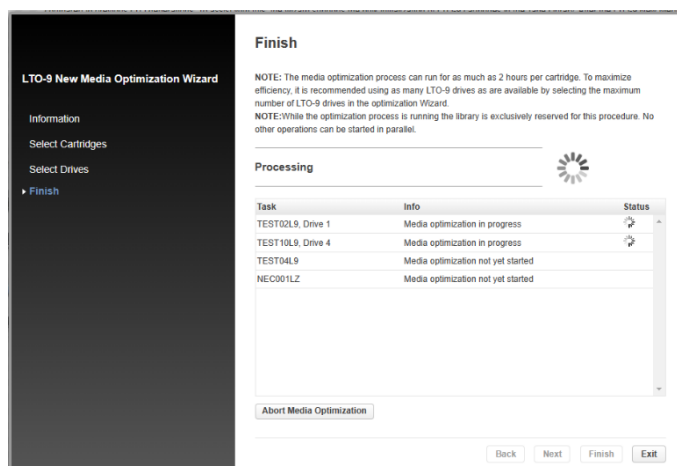 Finish
LTO-9 New Media Optimization Wizard
Information
Select Cartridges
Select Drives
Finish
NOTE: The media optimization process can run for as much as 2 hours per cartridge. To maximize
efficiency, it is recommended using as many LTO-9 drives as are available by selecting the maximum
number of LTO-9 drives in the optimization Wizard.
NOTE:While the optimization process is running the library is exclusively reserved for this procedure. No
other operations can be started in parallel.
Processing
Task Info Status
TEST02L9, Drive 1 Media optimization in progress
TEST10L9, Drive 4 Media optimization in progress
TEST04L9 Media optimization not yet started
NEC001LZ Media optimization not yet started
Abort Media Optimization
Back Next Finish Exit